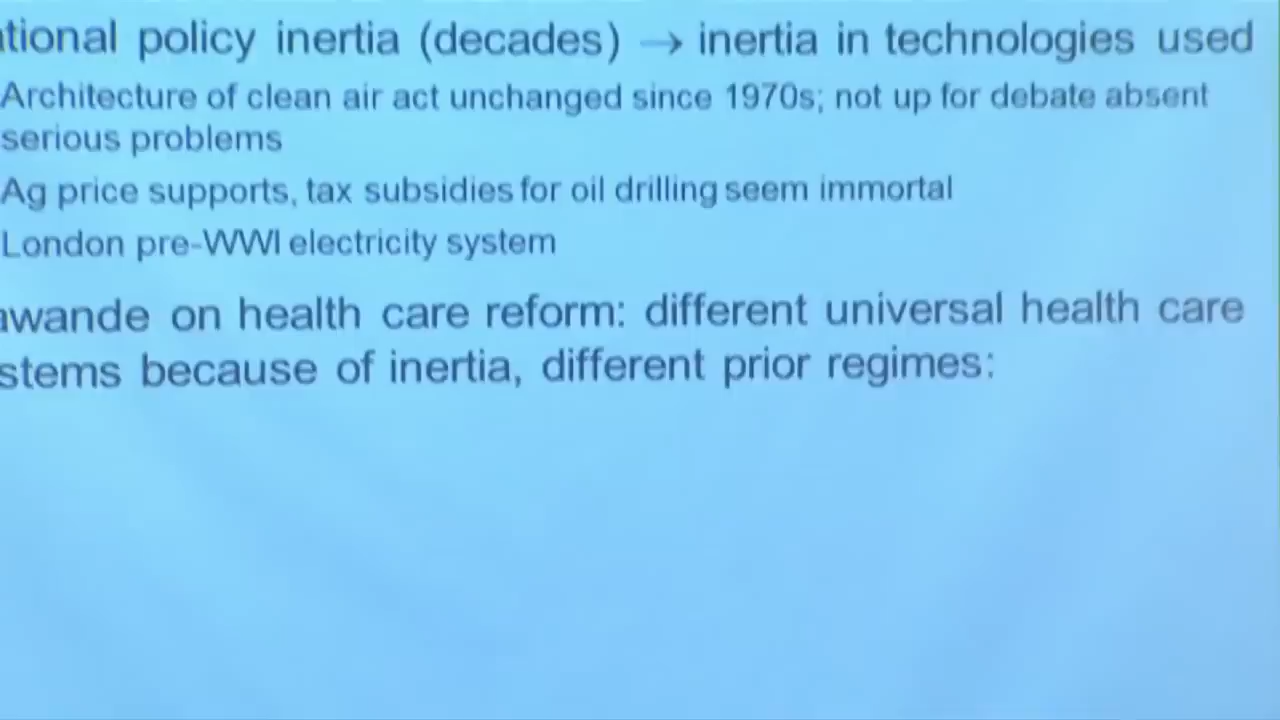 tional policy inertia (decades) → inertia in technologies used
Architecture of clean air act unchanged since 1970s; not up for debate absent
serious problems
Ag price supports, tax subsidies for oil drilling seem immortal
London pre-WWI electricity system
awande on health care reform: different universal health care
stems because of inertia, different prior regimes: